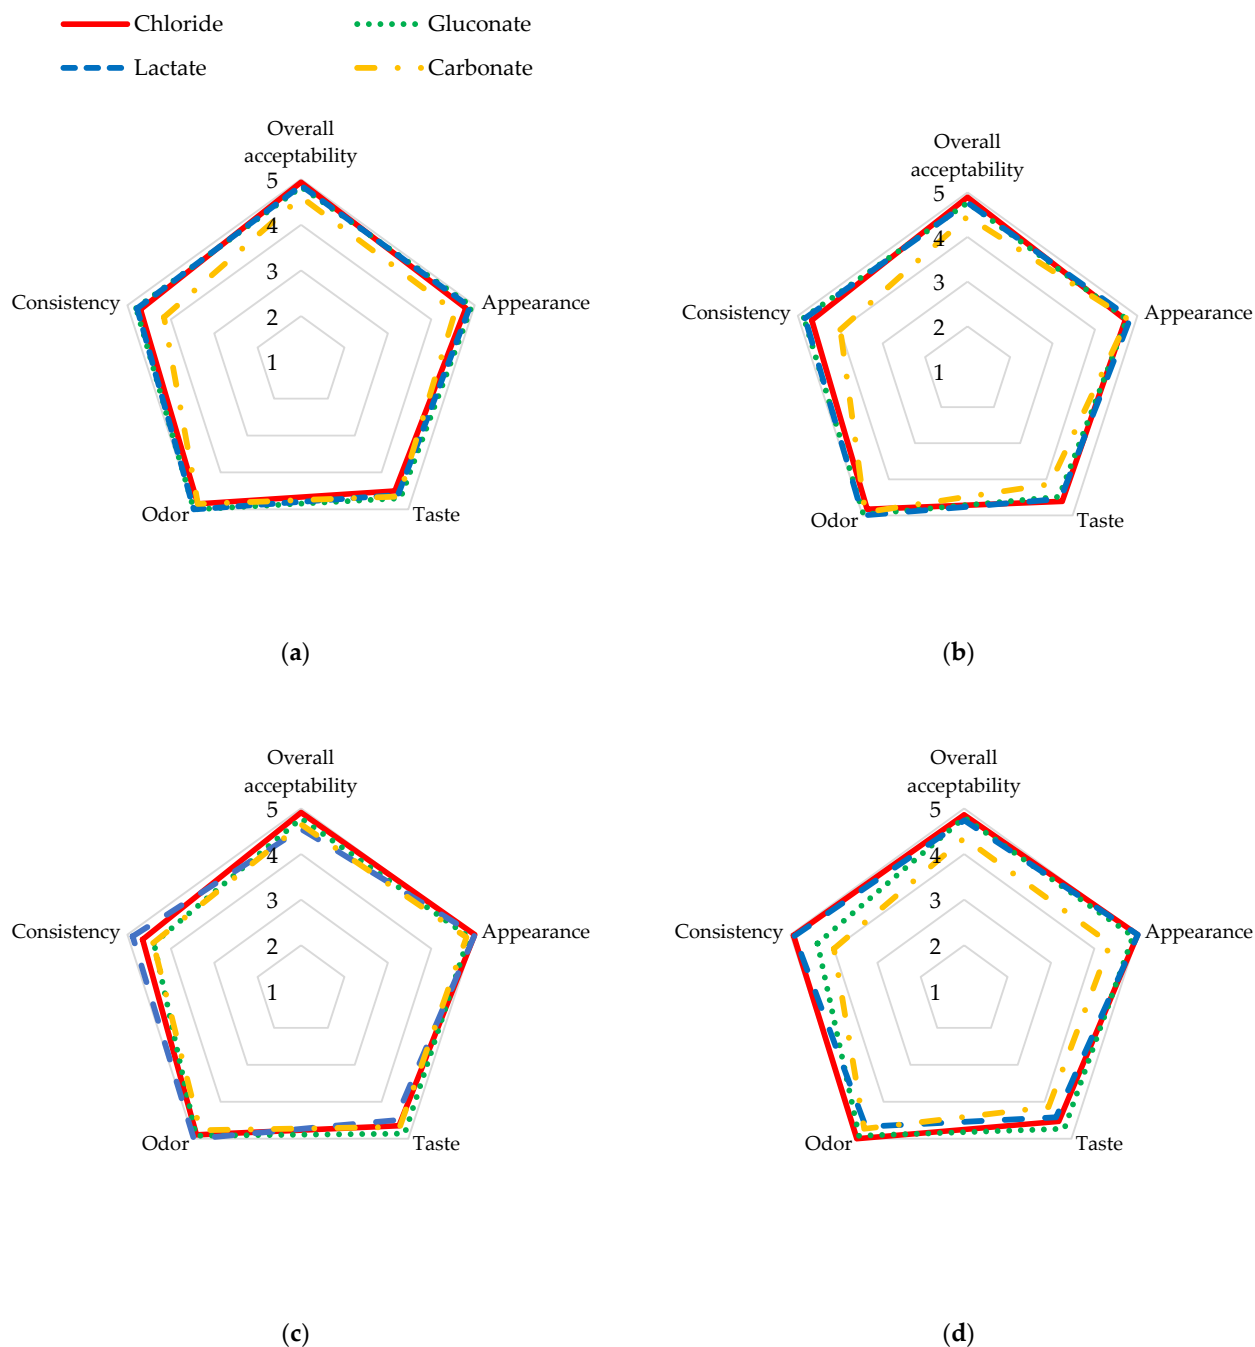 Chloride
Gluconate
Lactate
Carbonate
Overall
acceptability
5
4
3
2
1
Consistency
Appearance
Odor
Taste
(a)
Overall
acceptability
5
4
3
2
1
Consistency
Appearance
Odor
Taste
(b)
Overall
acceptability
5
4
3
2
1
Consistency
Appearance
Odor
Taste
(c)
Overall
acceptability
5
4
3
2
1
Consistency
Appearance
Odor
Taste
(d)